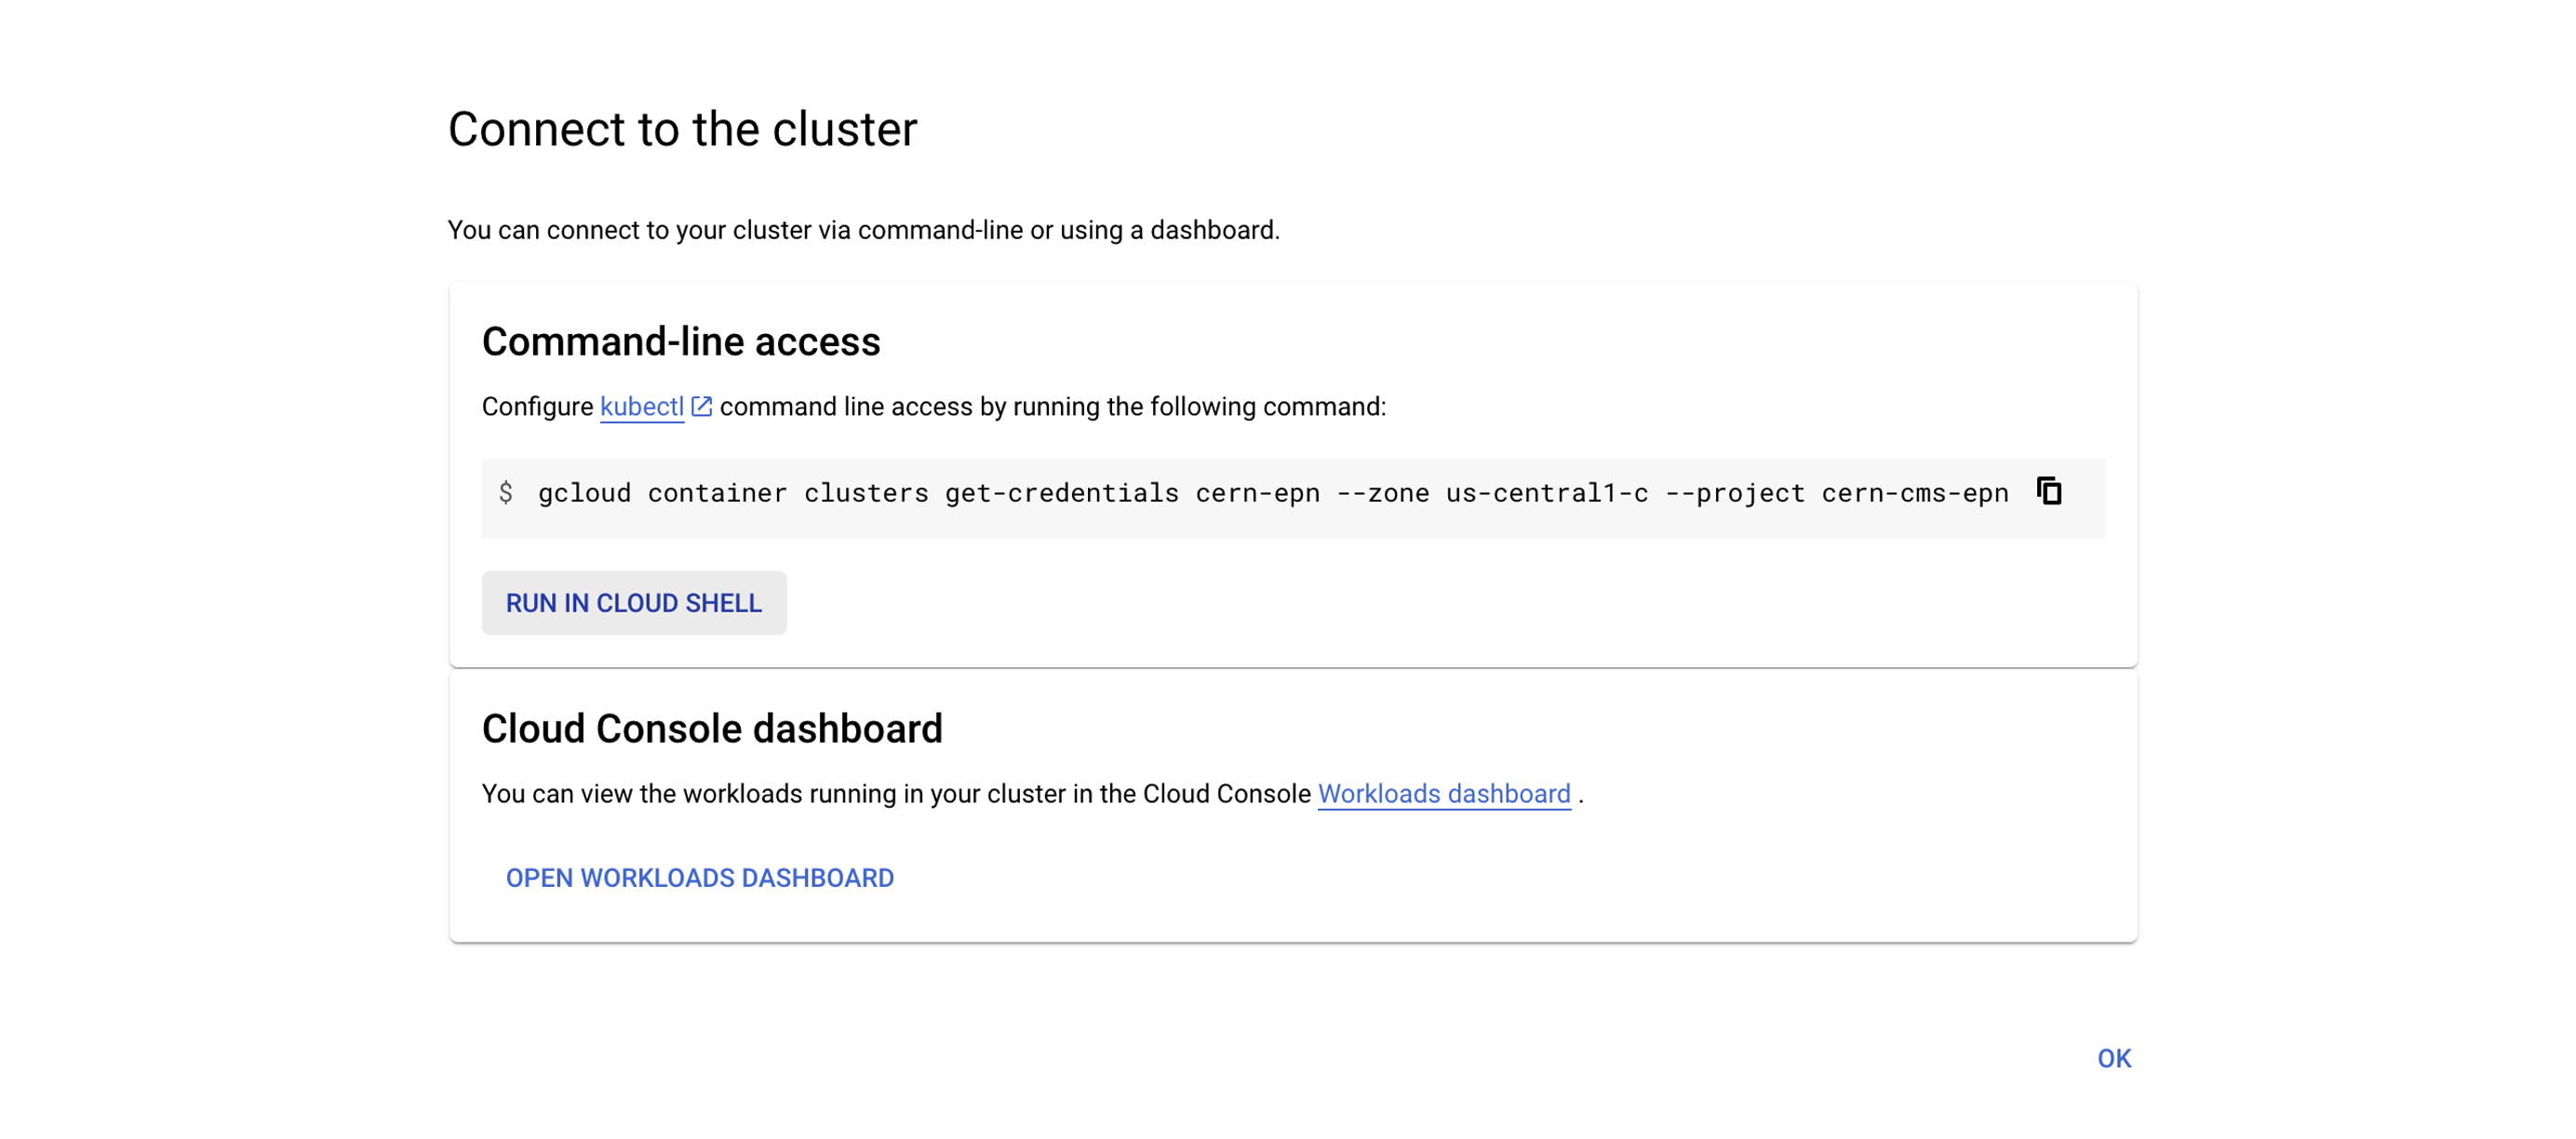 Connect to the cluster
You can connect to your cluster via command-line or using a dashboard.
Command-line access
Configure kubectl command line access by running the following command:
$ gcloud container clusters get-credentials cern-epn --zone us-central1-c --project cern-cms-epn
RUN IN CLOUD SHELL
Cloud Console dashboard
You can view the workloads running in your cluster in the Cloud Console Workloads dashboard .
OPEN WORKLOADS DASHBOARD
OK